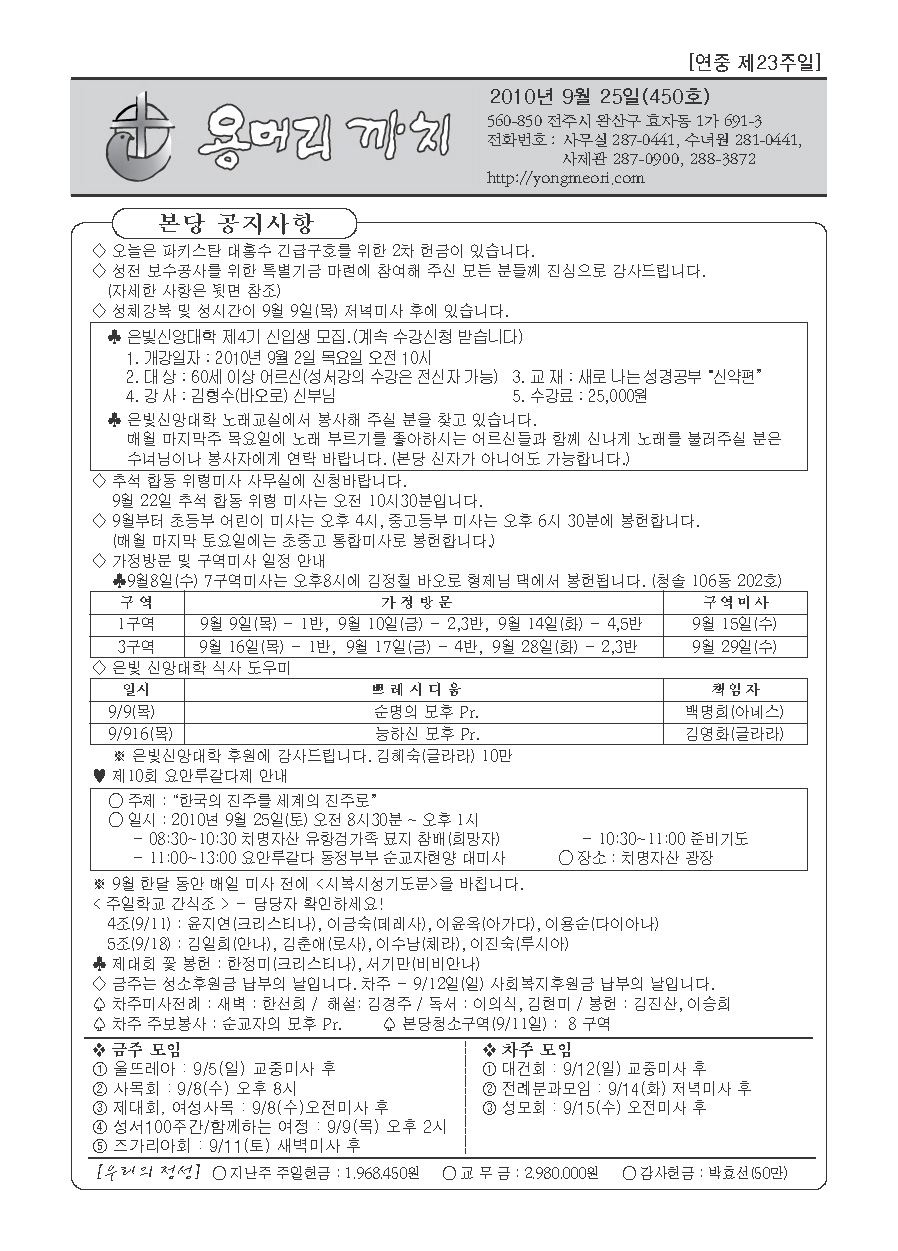 [연중 제23주일]
용머리 까치
2010년 9월 25일(450호)
560-850 전주시 완산구 효자동 1가 691-3
전화번호 : 사무실 287-0441, 수녀원 281-0441,
사제관 287-0900, 288-3872
http://yongmeori.com
본당 공지사항
◇ 오늘은 파키스탄 대홍수 긴급구호를 위한 2차 헌금이 있습니다.
◇ 성전 보수공사를 위한 특별기금 마련에 참여해 주신 모든 분들께 진심으로 감사드립니다.
(자세한 사항은 뒷면 참조)
◇ 성체강복 및 성시간이 9월 9일(목) 저녁미사 후에 있습니다.
♣ 은빛신앙대학 제4기 신입생 모집.(계속 수강신청 받습니다)
1. 개강일자 : 2010년 9월 2일 목요일 오전 10시
2. 대 상 : 60세 이상 어르신(성서강의 수강은 전신자 가능) 3. 교 재 : 새로 나는 성경공부 “신약편”
4. 강 사 : 김형수(바오로) 신부님 5. 수강료 : 25,000원
♣ 은빛신앙대학 노래교실에서 봉사해 주실 분을 찾고 있습니다.
매월 마지막주 목요일에 노래 부르기를 좋아하시는 어르신들과 함께 신나게 노래를 불러주실 분은
수녀님이나 봉사자에게 연락 바랍니다. (본당 신자가 아니어도 가능합니다.)
◇ 추석 합동 위령미사 사무실에 신청바랍니다.
9월 22일 추석 합동 위령 미사는 오전 10시30분입니다.
◇ 9월부터 초등부 어린이 미사는 오후 4시, 중고등부 미사는 오후 6시 30분에 봉헌합니다.
(매월 마지막 토요일에는 초중고 통합미사로 봉헌합니다.)
◇ 가정방문 및 구역미사 일정 안내
♣9월8일(수) 7구역미사는 오후8시에 김정철 바오로 형제님 댁에서 봉헌됩니다. (청솔 106동 202호)
구 역 가 정 방 문 구 역 미 사
1구역 9월 9일(목) - 1반, 9월 10일(금) - 2,3반, 9월 14일(화) - 4,5반 9월 15일(수)
3구역 9월 16일(목) - 1반, 9월 17일(금) - 4반, 9월 28일(화) - 2,3반 9월 29일(수)
◇ 은빛 신앙대학 식사 도우미
일시 쁘 레 시 디 움 책 임 자
9/9(목) 순명의 모후 Pr. 백명희(아네스)
9/916(목) 능하신 모후 Pr. 김영화(글라라)
※ 은빛신앙대학 후원에 감사드립니다. 김혜숙(글라라) 10만
♥ 제10회 요안루갈다제 안내
○ 주제 : “한국의 진주를 세계의 진주로”
○ 일시 : 2010년 9월 25일(토) 오전 8시30분 ~ 오후 1시
- 08:30~10:30 치명자산 유항검가족 묘지 참배(희망자) - 10:30~11:00 준비기도
- 11:00~13:00 요안루갈다 동정부부 순교자현양 대미사 ○ 장소 : 치명자산 광장
※ 9월 한달 동안 매일 미사 전에 <시복시성기도문>을 바칩니다.
< 주일학교 간식조 > - 담당자 확인하세요!
4조(9/11) : 윤지연(크리스티나), 이금숙(데레사), 이윤옥(아가다), 이용순(다이아나)
5조(9/18) : 김일희(안나), 김춘애(로사), 이수남(체라), 이진숙(루시아)
♣ 제대회 꽃 봉헌 : 한정미(크리스티나), 서기만(비비안나)
◇ 금주는 성소후원금 납부의 날입니다. 차주 - 9/12일(일) 사회복지후원금 납부의 날입니다.
♤ 차주미사전례 : 새벽 : 한선희 / 해설: 김경주 / 독서 : 이의식, 김현미 / 봉헌 : 김진산, 이승희
♤ 차주 주보봉사 : 순교자의 모후 Pr. ♤ 본당청소구역(9/11일) : 8 구역
❖ 금주 모임
① 울뜨레아 : 9/5(일) 교중미사 후
② 사목회 : 9/8(수) 오후 8시
③ 제대회, 여성사목 : 9/8(수)오전미사 후
④ 성서100주간/함께하는 여정 : 9/9(목) 오후 2시
⑤ 즈가리아회 : 9/11(토) 새벽미사 후
❖ 차주 모임
① 대건회 : 9/12(일) 교중미사 후
② 전례분과모임 : 9/14(화) 저녁미사 후
③ 성모회 : 9/15(수) 오전미사 후
[우리의 정성] ○ 지난주 주일헌금 : 1.968.450원 ○ 교 무 금 : 2.980.000원 ○ 감사헌금 : 박효선(50만)